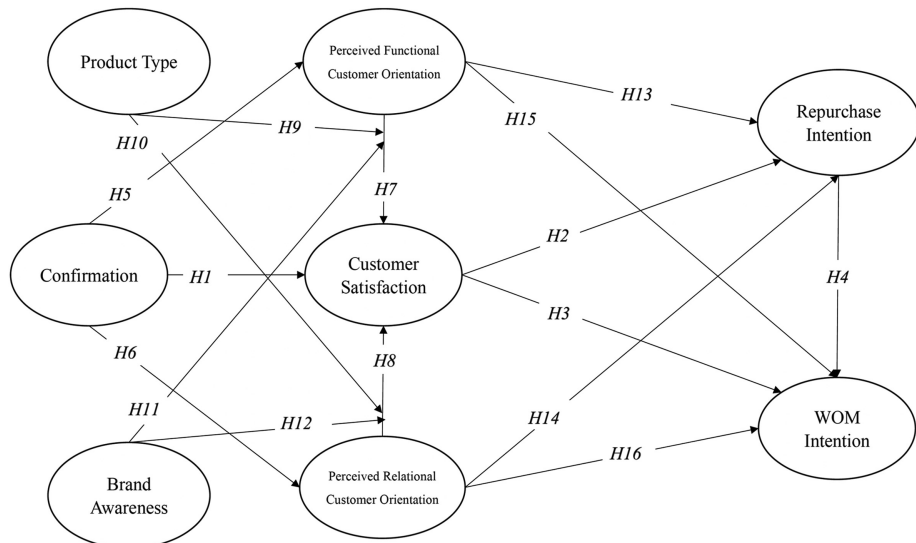 Product Type
Perceived Functional
Customer Orientation
H13
Repurchase
Intention
H9
H10
H15
H5
H7
Confirmation
H1
Customer
Satisfaction
H2
H4
H3
H6
H8
H11
H12
H14
WOM
Intention
H16
Brand
Awareness
Perceived Relational
Customer Orientation